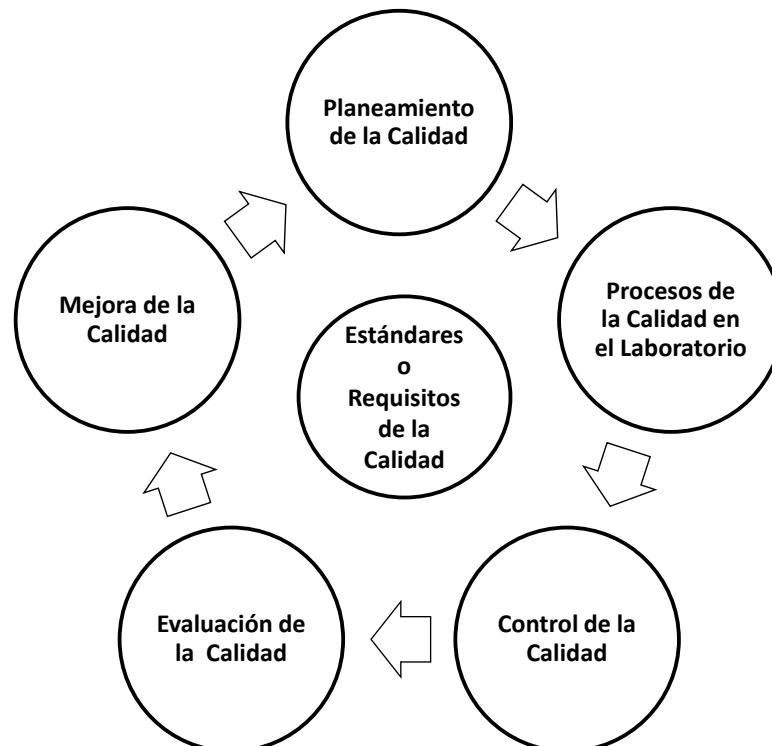 Planeamiento
de la Calidad
Procesos de
la Calidad en
el Laboratorio
Control de la
Calidad
Evaluación de
la Calidad
Mejora de la
Calidad
Estándares
o
Requisitos
de la
Calidad